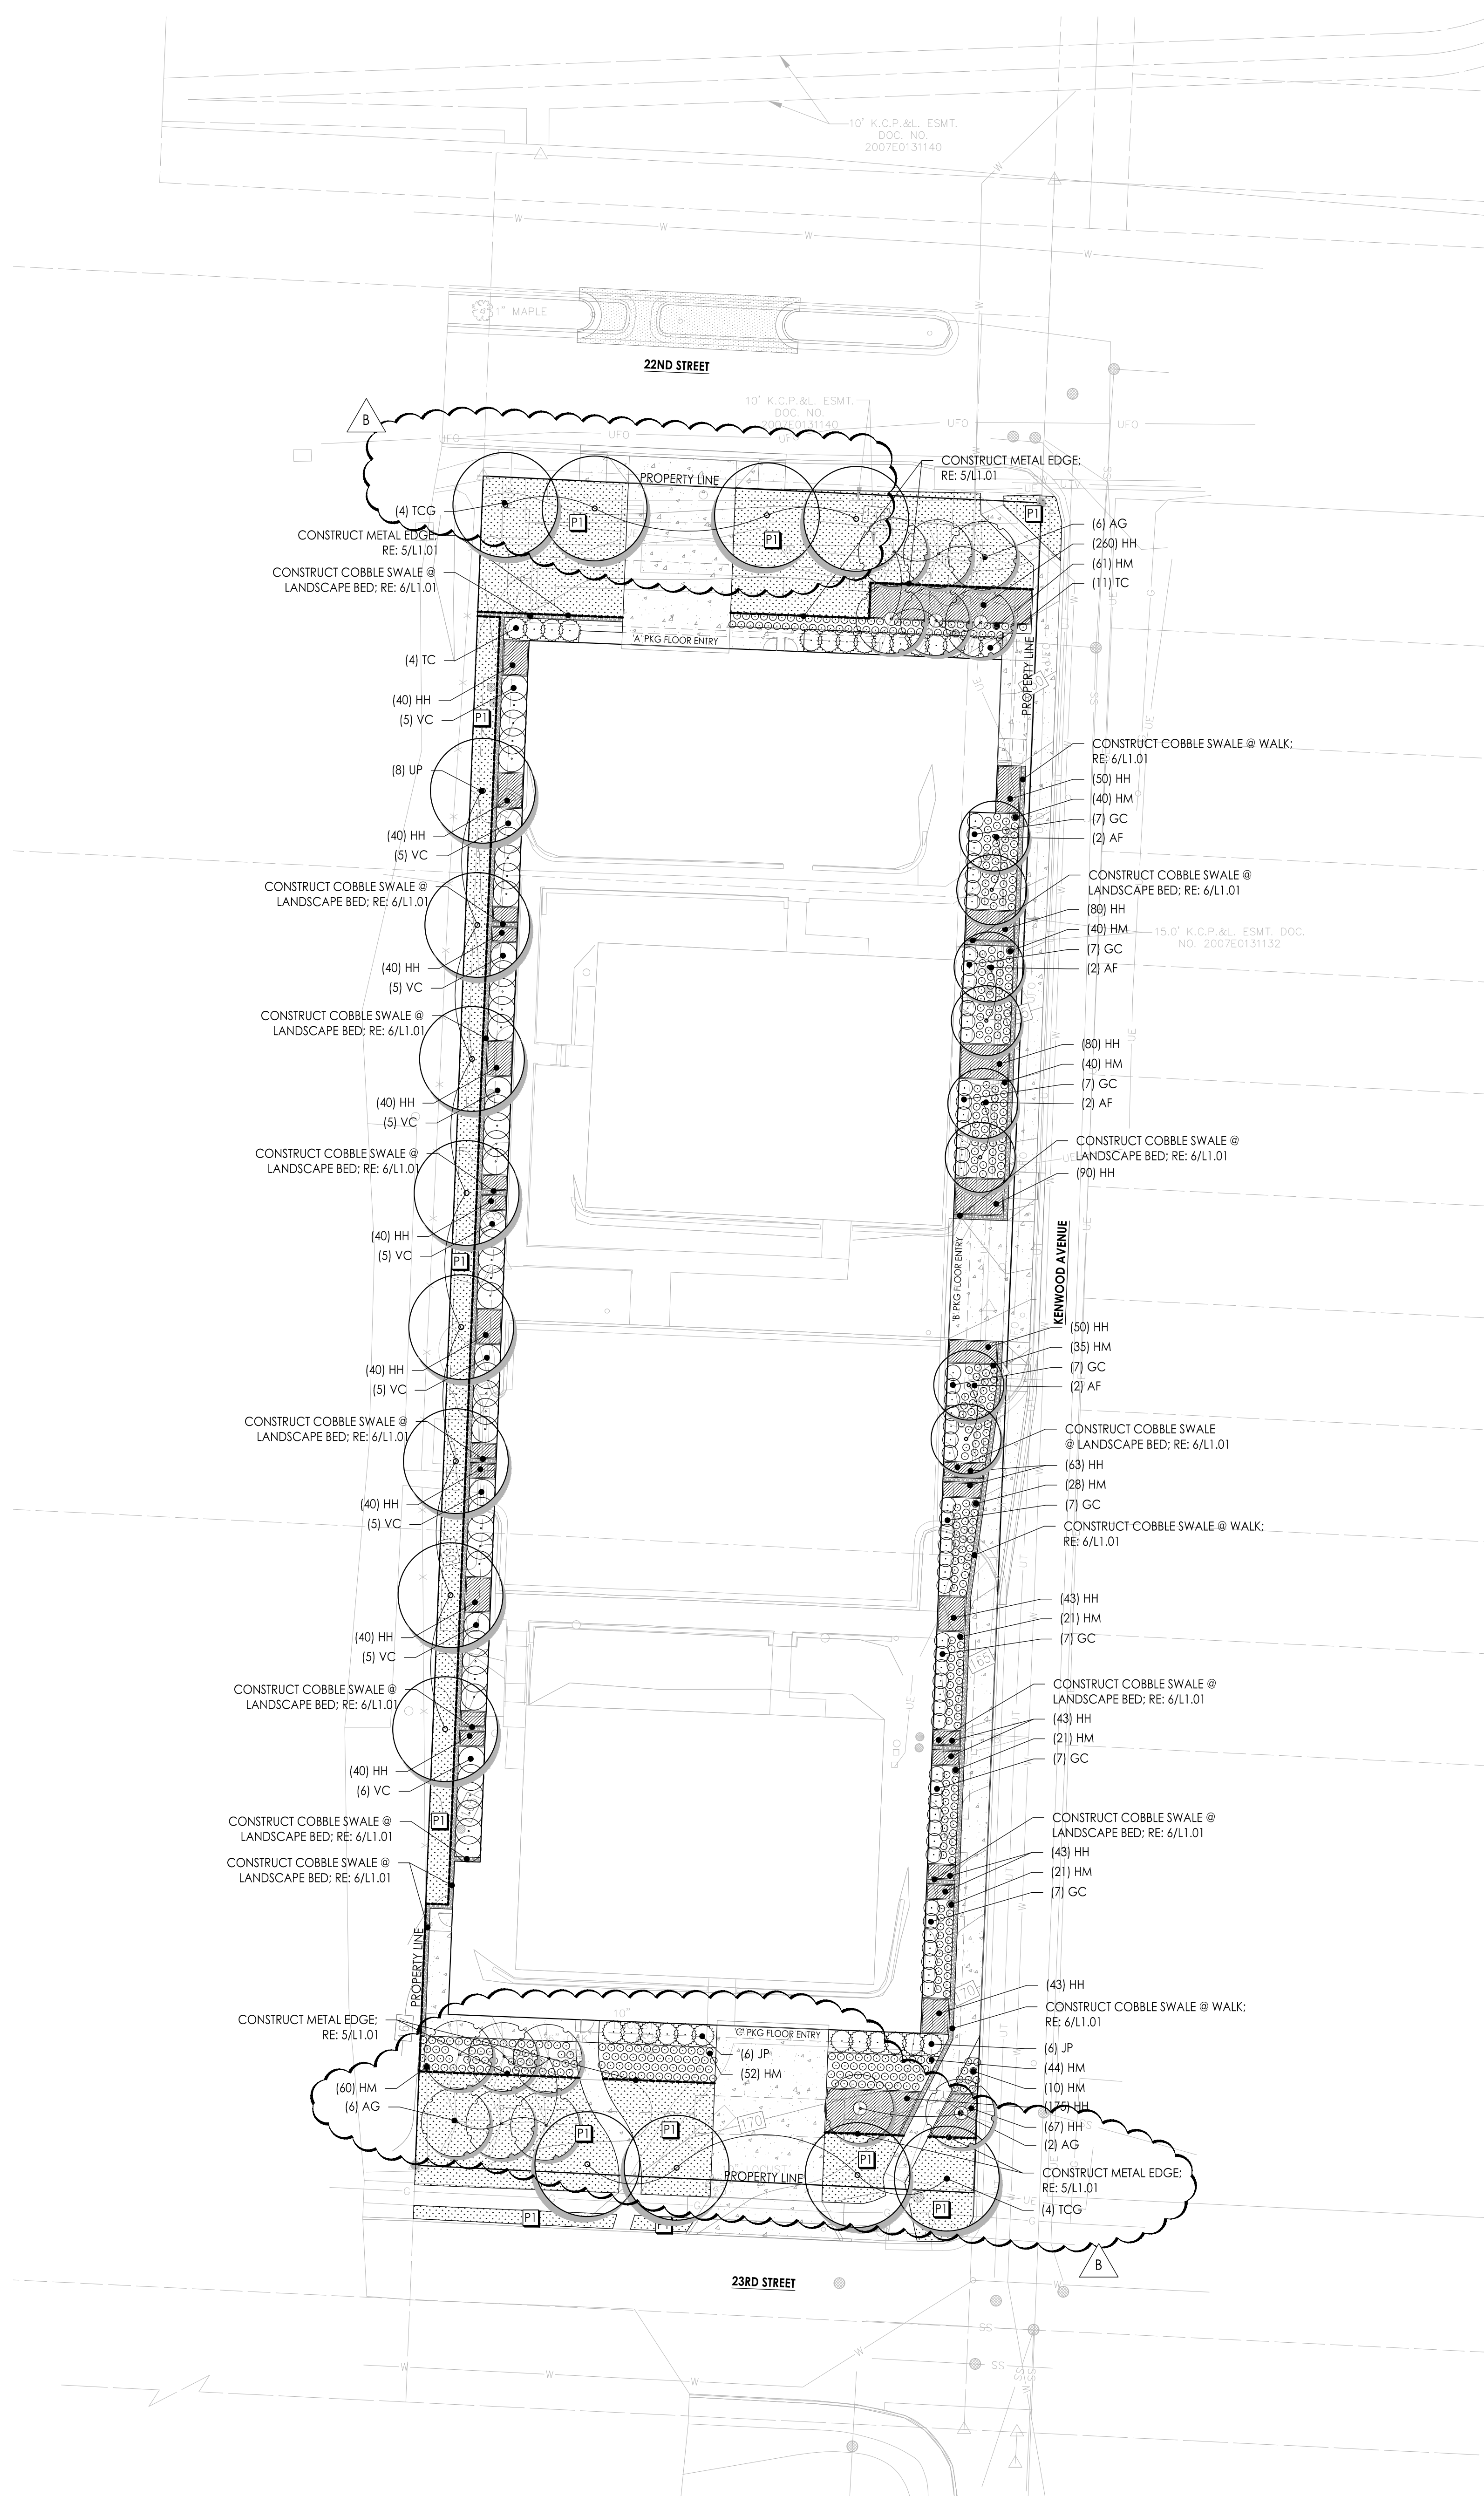 10' K.C.P.&L. ESMT.
DOC. NO.
2007E0131140
W
W
W
W
W
1" MAPLE
W
22ND STREET
10' K.C.P.&L. ESMT.
DOC. NO.
2007E0131140
B
UFO
UFO
UFO
UFO
CONSTRUCT METAL EDGE;
RE: 5/L1.01
PROPERTY LINE
(4) TCG
P1
P1
P1
CONSTRUCT METAL EDGE;
RE: 5/L1.01
(6) AG
(260) HH
(61) HM
(11) TC
CONSTRUCT COBBLE SWALE @
LANDSCAPE BED; RE: 6/L1.01
'A' PKG FLOOR ENTRY
PROPERTY LINE
(4) TC
(40) HH
(5) VC
P1
CONSTRUCT COBBLE SWALE @ WALK;
RE: 6/L1.01
(8) UP
(50) HH
(40) HM
(7) GC
(2) AF
(40) HH
(5) VC
CONSTRUCT COBBLE SWALE @
LANDSCAPE BED; RE: 6/L1.01
CONSTRUCT COBBLE SWALE @
LANDSCAPE BED; RE: 6/L1.01
(80) HH
(40) HM
(7) GC
(2) AF
15.0' K.C.P.&L. ESMT. DOC.
NO. 2007E0131132
(40) HH
(5) VC
CONSTRUCT COBBLE SWALE @
LANDSCAPE BED; RE: 6/L1.01
(80) HH
(40) HM
(7) GC
(2) AF
(40) HH
(5) VC
CONSTRUCT COBBLE SWALE @
LANDSCAPE BED; RE: 6/L1.01
CONSTRUCT COBBLE SWALE @
LANDSCAPE BED; RE: 6/L1.01
(90) HH
(40) HH
(5) VC
P1
'B' PKG FLOOR ENTRY
KENWOOD AVENUE
(50) HH
(35) HM
(7) GC
(2) AF
(40) HH
(5) VC
CONSTRUCT COBBLE SWALE @
LANDSCAPE BED; RE: 6/L1.01
CONSTRUCT COBBLE SWALE
@ LANDSCAPE BED; RE: 6/L1.01
(63) HH
(28) HM
(7) GC
(40) HH
(5) VC
CONSTRUCT COBBLE SWALE @ WALK;
RE: 6/L1.01
(43) HH
(21) HM
(7) GC
(40) HH
(5) VC
165
CONSTRUCT COBBLE SWALE @
LANDSCAPE BED; RE: 6/L1.01
CONSTRUCT COBBLE SWALE @
LANDSCAPE BED; RE: 6/L1.01
(43) HH
(21) HM
(7) GC
(40) HH
(6) VC
P1
CONSTRUCT COBBLE SWALE @
LANDSCAPE BED; RE: 6/L1.01
CONSTRUCT COBBLE SWALE @
LANDSCAPE BED; RE: 6/L1.01
(43) HH
(21) HM
(7) GC
CONSTRUCT COBBLE SWALE @
LANDSCAPE BED; RE: 6/L1.01
PROPERTY LINE
(43) HH
CONSTRUCT COBBLE SWALE @ WALK;
RE: 6/L1.01
170
10"
CONSTRUCT METAL EDGE;
RE: 5/L1.01
'C' PKG FLOOR ENTRY
(6) JP
(52) HM
(6) JP
(44) HM
(10) HM
(175) HH
(67) HH
(2) AG
(60) HM
(6) AG
P1
P1
P1
170
PROPERTY LINE
CONSTRUCT METAL EDGE;
RE: 5/L1.01
(4) TCG
P1
P1
P1
B
23RD STREET
W
SS
SS
W
W
W
W